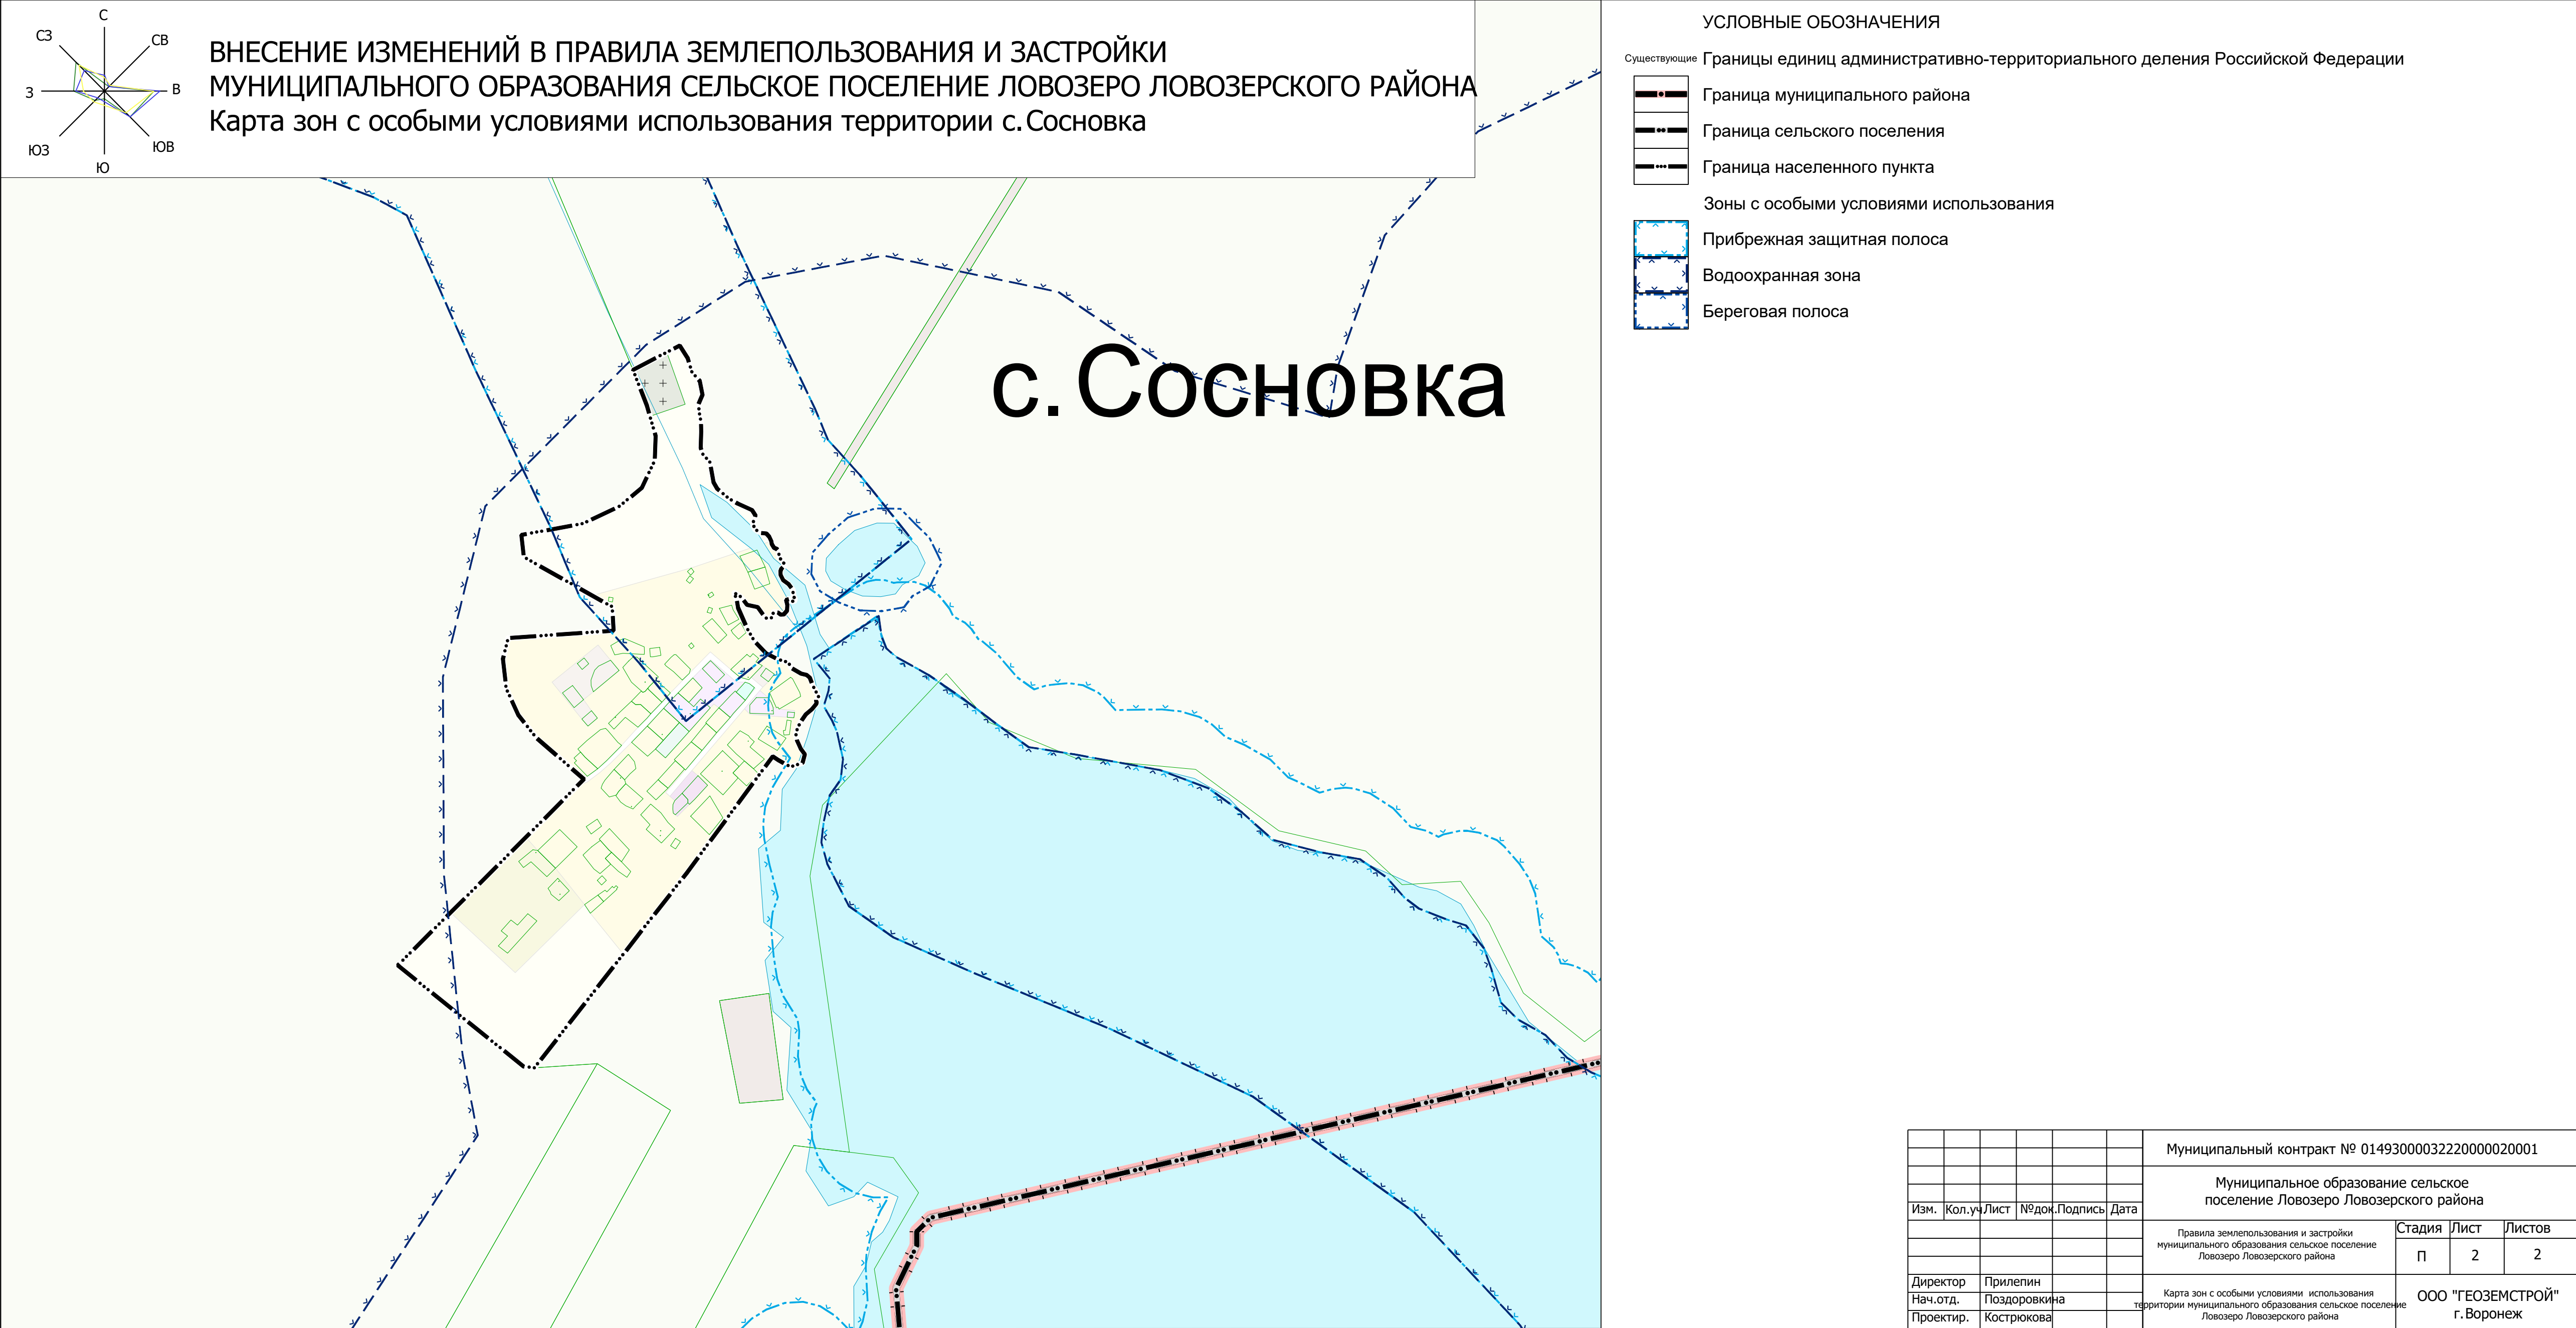 С
СЗ
СВ
З
В
ЮЗ
ЮВ
Ю
ВНЕСЕНИЕ ИЗМЕНЕНИЙ В ПРАВИЛА ЗЕМЛЕПОЛЬЗОВАНИЯ И ЗАСТРОЙКИ
МУНИЦИПАЛЬНОГО ОБРАЗОВАНИЯ СЕЛЬСКОЕ ПОСЕЛЕНИЕ ЛОВОЗЕРО ЛОВОЗЕРСКОГО РАЙОНА
Карта зон с особыми условиями использования территории с.Сосновка
с.Сосновка
УСЛОВНЫЕ ОБОЗНАЧЕНИЯ
Существующие Границы единиц административно-территориального деления Российской Федерации
Граница муниципального района
Граница сельского поселения
Граница населенного пункта
Зоны с особыми условиями использования
Прибрежная защитная полоса
Водоохранная зона
Береговая полоса
Муниципальный контракт № 01493000032220000020001
Муниципальное образование сельское
поселение Ловозеро Ловозерского района
Изм. Кол.уч Лист №док. Подпись Дата
Правила землепользования и застройки
муниципального образования сельское поселение
Ловозеро Ловозерского района
Стадия Лист Листов
П 2 2
Директор Прилепин
Нач.отд. Поздоровкина
Проектир. Кострюкова
Карта зон с особыми условиями использования
территории муниципального образования сельское поселение
Ловозеро Ловозерского района
ООО "ГЕОЗЕМСТРОЙ"
г.Воронеж